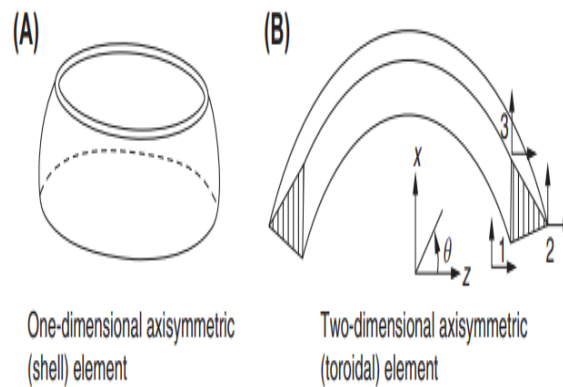 (A)
(B)
3
x
θ
z
1
2
One-dimensional axisymmetric
(shell) element
Two-dimensional axisymmetric
(toroidal) element